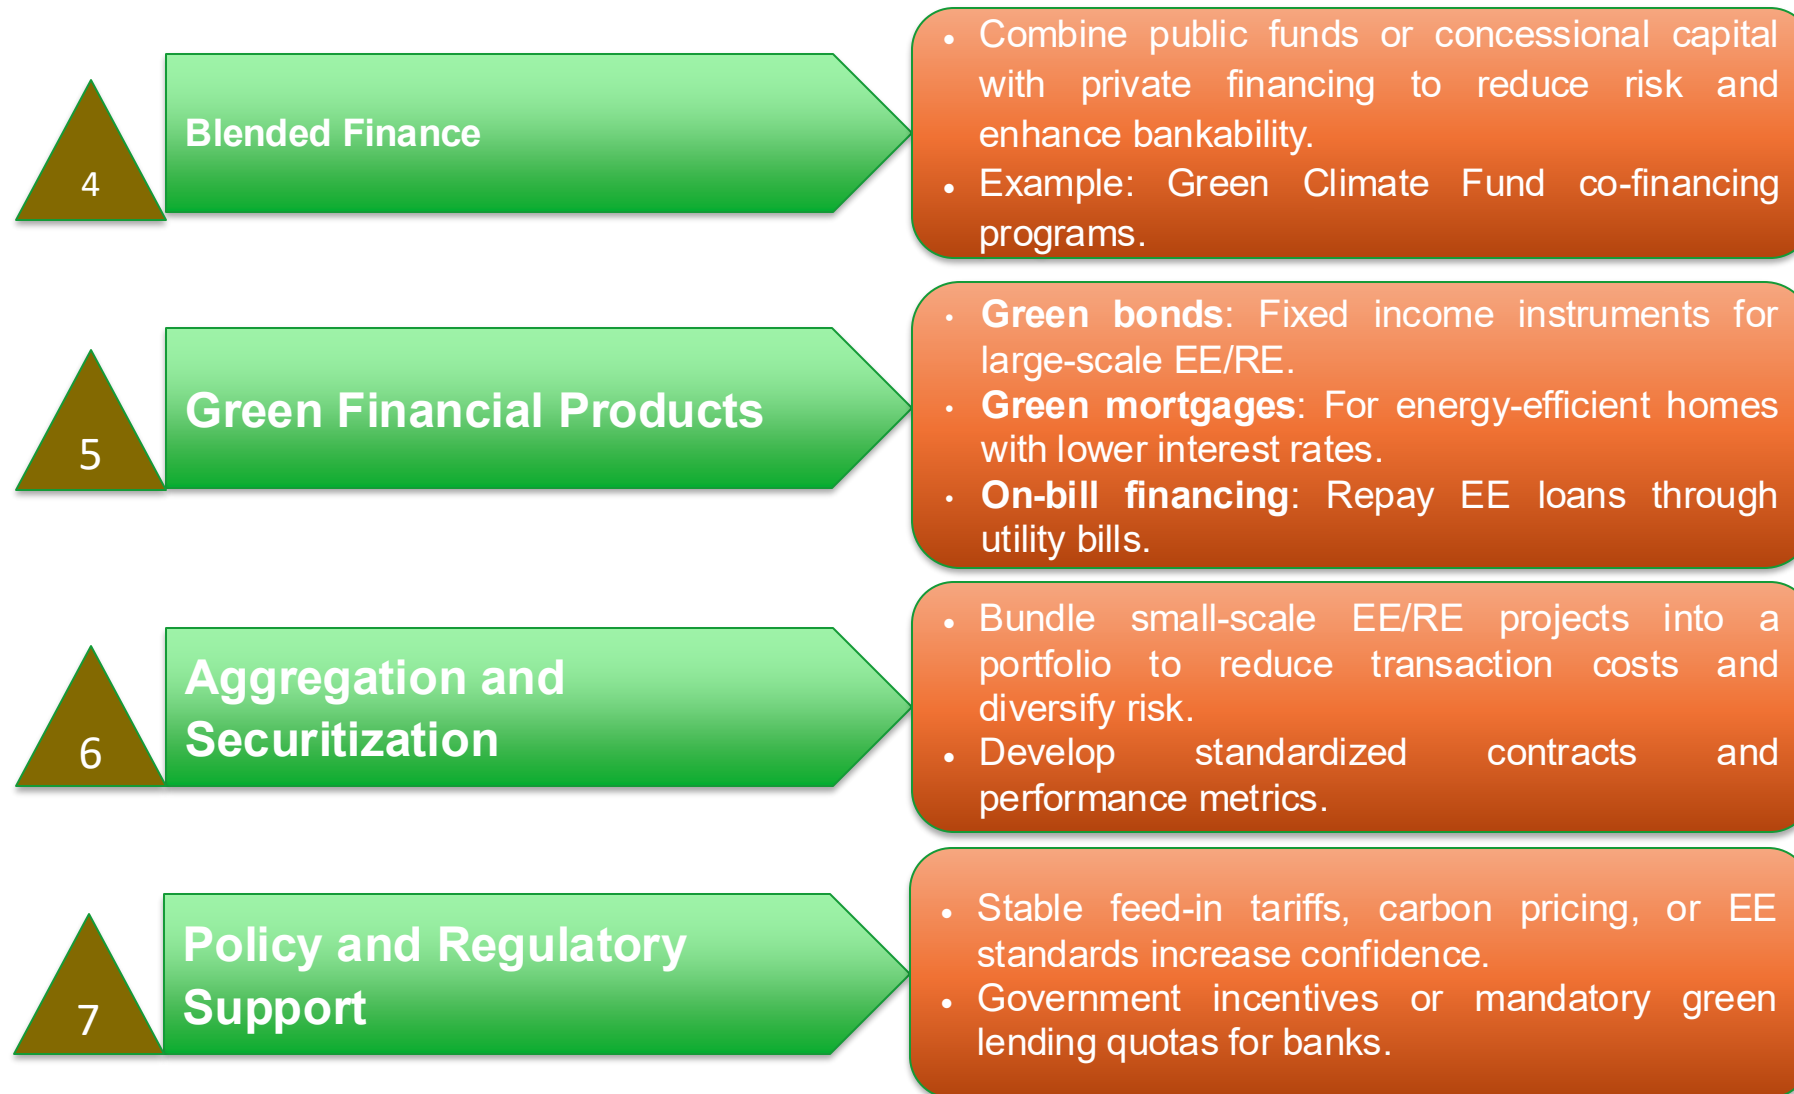 4
Blended Finance
• Combine public funds or concessional capital
with private financing to reduce risk and
enhance bankability.
• Example: Green Climate Fund co-financing
programs.
5
Green Financial Products
• Green bonds: Fixed income instruments for
large-scale EE/RE.
• Green mortgages: For energy-efficient homes
with lower interest rates.
• On-bill financing: Repay EE loans through
utility bills.
6
Aggregation and
Securitization
• Bundle small-scale EE/RE projects into a
portfolio to reduce transaction costs and
diversify risk.
• Develop standardized contracts and
performance metrics.
7
Policy and Regulatory
Support
• Stable feed-in tariffs, carbon pricing, or EE
standards increase confidence.
• Government incentives or mandatory green
lending quotas for banks.